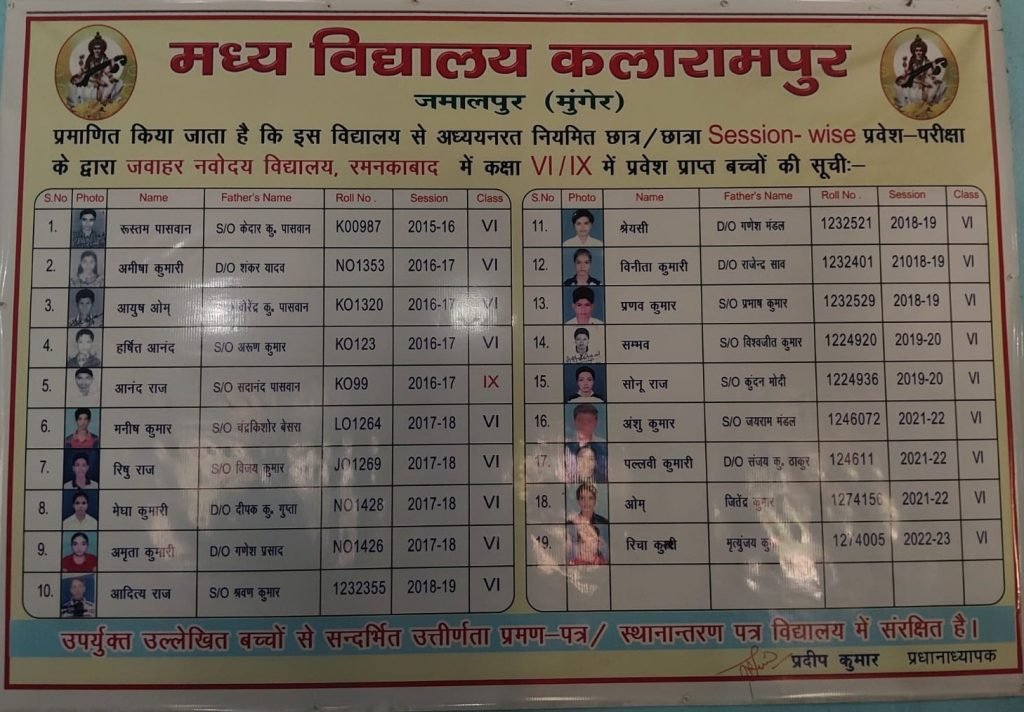 मध्य विद्यालय कलारामपुर
जमालपुर (मुंगेर)
प्रमाणित किया जाता है कि इस विद्यालय से अध्ययनरत नियमित छात्र/छात्रा Session- wise प्रवेश–परीक्षा
के द्वारा जवाहर नवोदय विद्यालय, रमनकाबाद में कक्षा VI/IX में प्रवेश प्राप्त बच्चों की सूचीः–
S.No Photo Name Father's Name Roll No . Session Class
1. रूस्तम पासवान S/O केदार कु. पासवान K00987 2015-16 VI
2. अमीषा कुमारी D/O शंकर यादव NO1353 2016-17 VI
3. आयुष ओम् कु. पासवान KO1320 2016-17 VI
4. हर्षित आनंद S/O अरूण कुमार KO123 2016-17 VI
5. आनंद राज S/O सदानंद पासवान KO99 2016-17 IX
6. मनीष कुमार S/O चंद्रकिशोर बेसरा LO1264 2017-18 VI
7. रिषु राज S/O विजय कुमार JO1269 2017-18 VI
8. मेघा कुमारी D/O दीपक कु. गुप्ता NO1428 2017-18 VI
9. अमृता कुमारी D/O गणेश प्रसाद NO1426 2017-18 VI
10. आदित्य राज S/O श्रवण कुमार 1232355 2018-19 VI
S.No Photo Name Father's Name Roll No . Session Class
11. श्रेयसी D/O गणेश मंडल 1232521 2018-19 VI
12. विनीता कुमारी D/O राजेन्द्र साव 1232401 21018-19 VI
13. प्रणव कुमार S/O प्रभाष कुमार 1232529 2018-19 VI
14. सम्भव S/O विश्वजीत कुमार 1224920 2019-20 VI
15. सोनू राज S/O कुंदन मोदी 1224936 2019-20 VI
16. अंशु कुमार S/O जयराम मंडल 1246072 2021-22 VI
17. पल्लवी कुमारी D/O संजय कु. ठाकुर 124611 2021-22 VI
18. ओम् जितेंद्र कुमार 1274156 2021-22 VI
19. रिचा कुमारी मृत्युंजय 1274005 2022-23 VI
उपर्युक्त उल्लेखित बच्चों से सन्दर्भित उत्तीर्णता प्रमण–पत्र/ स्थानान्तरण पत्र विद्यालय में संरक्षित है।
प्रदीप कुमार प्रधानाध्यापक